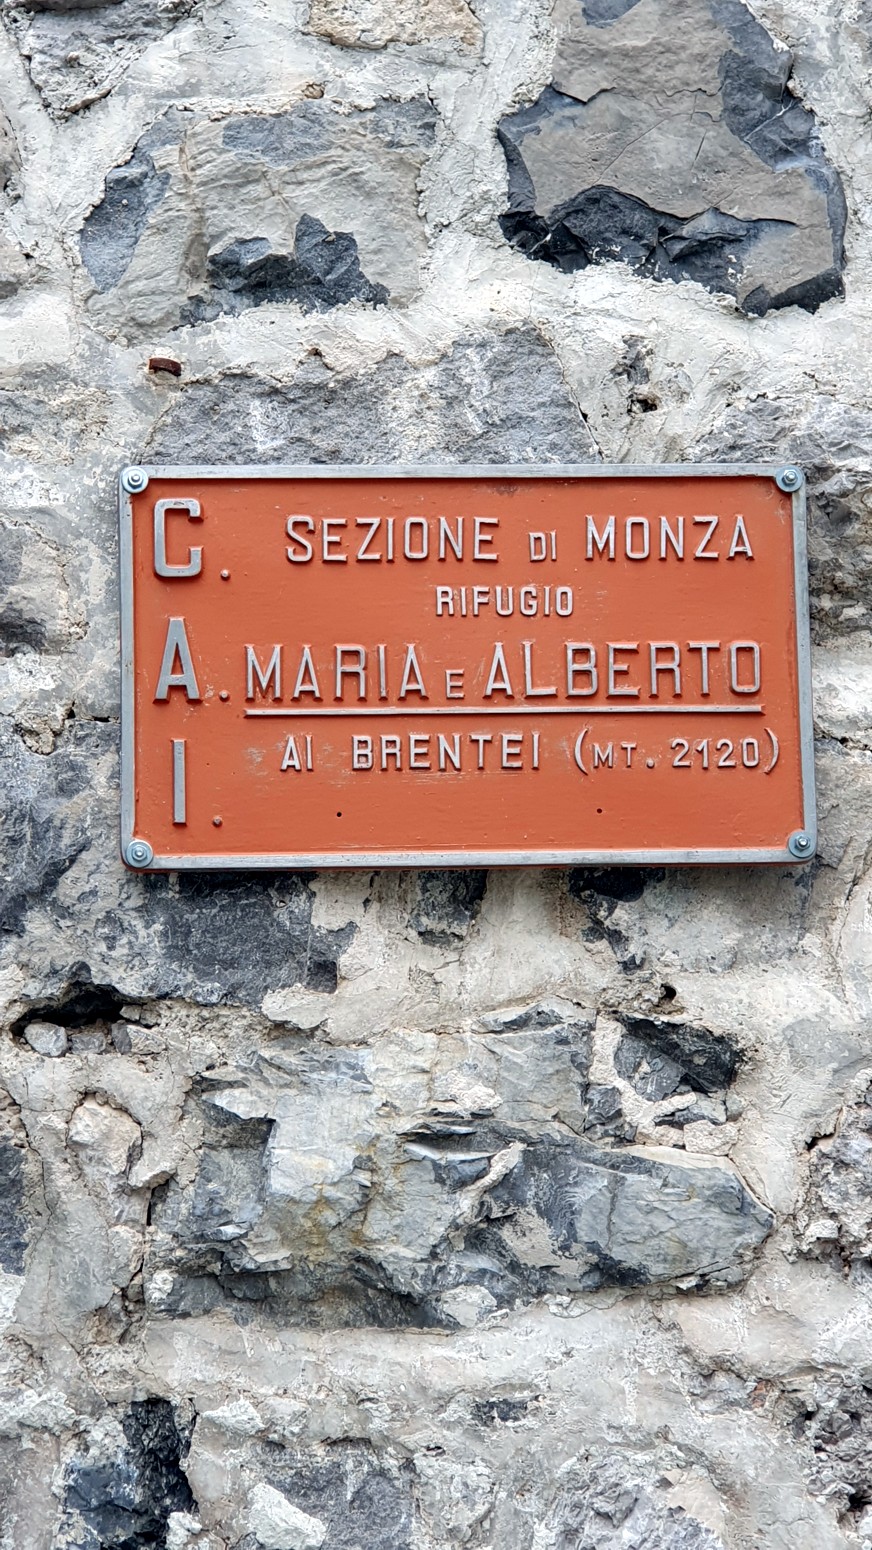 C. SEZIONE DI MONZA
RIFUGIO
A. MARIA E ALBERTO
I. AI BRENTEI (MT. 2120)